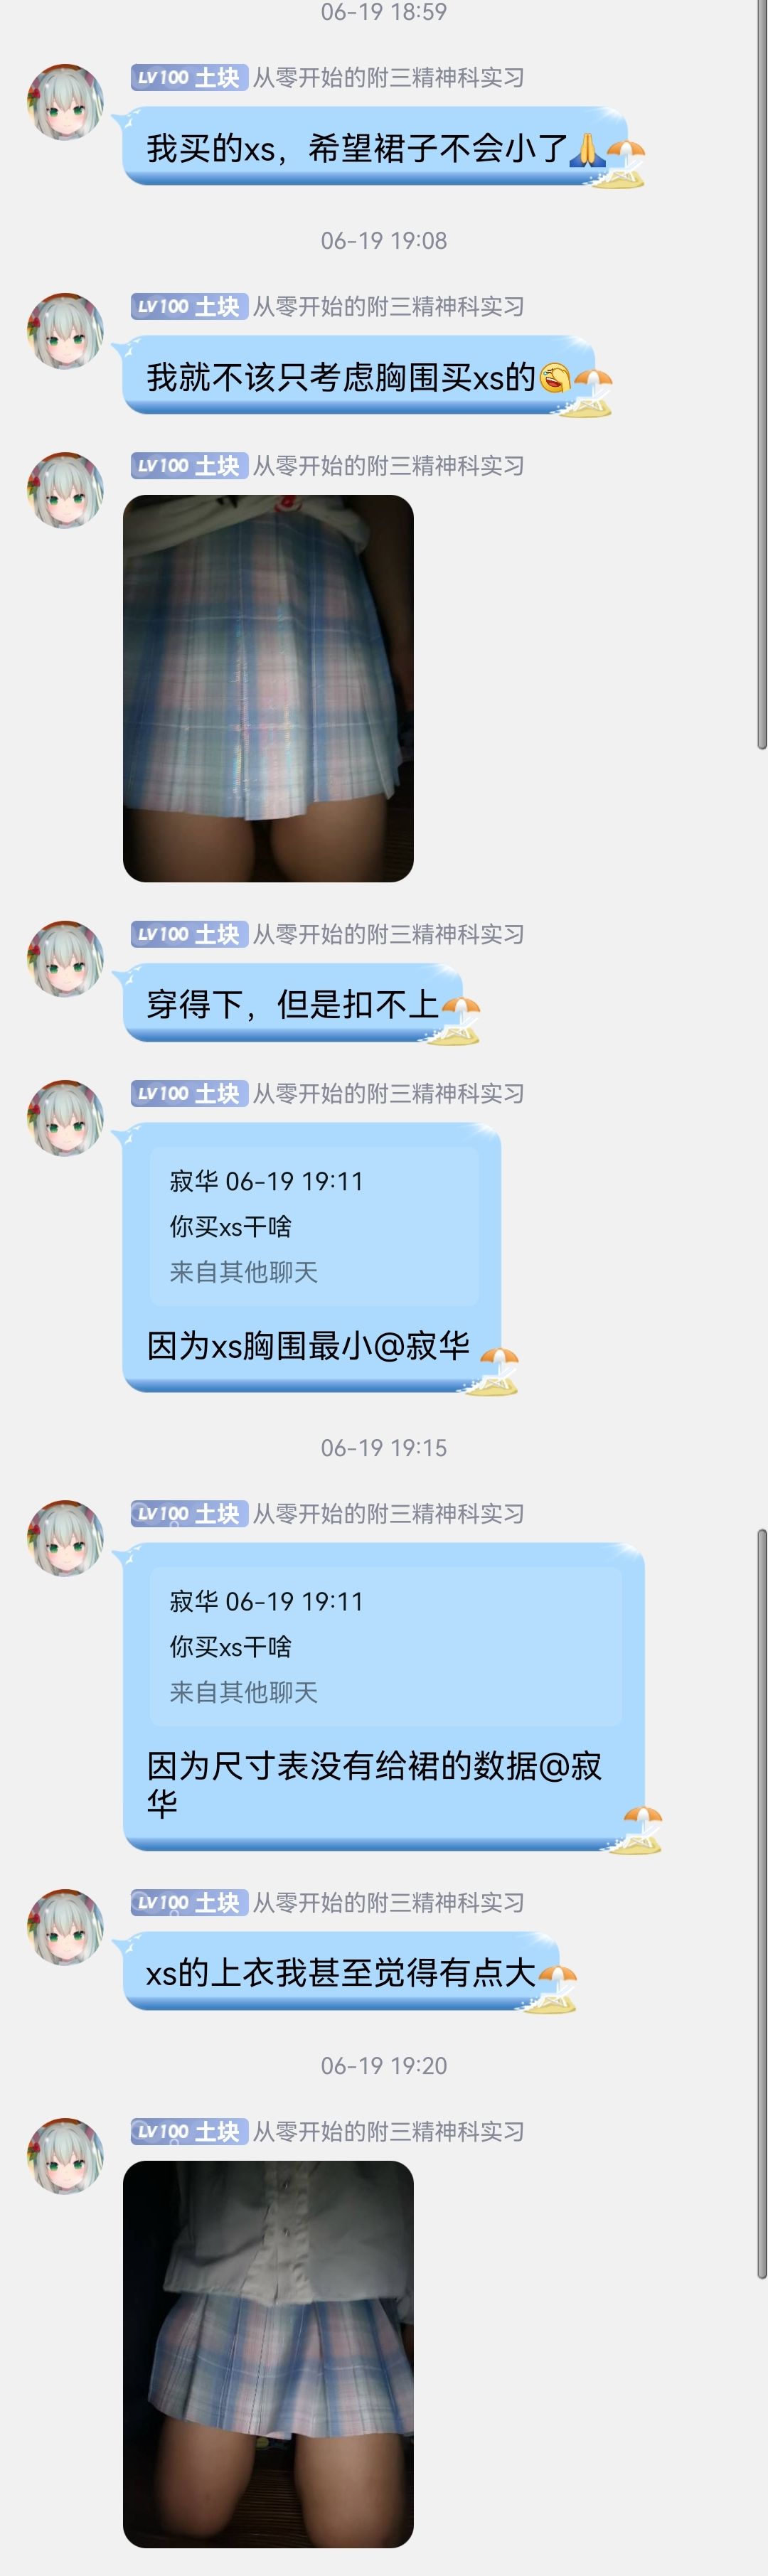 06-19 18:59
LV100 土块 从零开始的附三精神科实习
我买的xs，希望裙子不会小了🙏
06-19 19:08
LV100 土块 从零开始的附三精神科实习
我就不该只考虑胸围买xs的
LV100 土块 从零开始的附三精神科实习
LV100 土块 从零开始的附三精神科实习
穿得下，但是扣不上
LV100 土块 从零开始的附三精神科实习
寂华 06-19 19:11
你买xs干啥
来自其他聊天
因为xs胸围最小@寂华
06-19 19:15
LV100 土块 从零开始的附三精神科实习
寂华 06-19 19:11
你买xs干啥
来自其他聊天
因为尺寸表没有给裙的数据@寂
华
LV100 土块 从零开始的附三精神科实习
xs的上衣我甚至觉得有点大
06-19 19:20
LV100 土块 从零开始的附三精神科实习